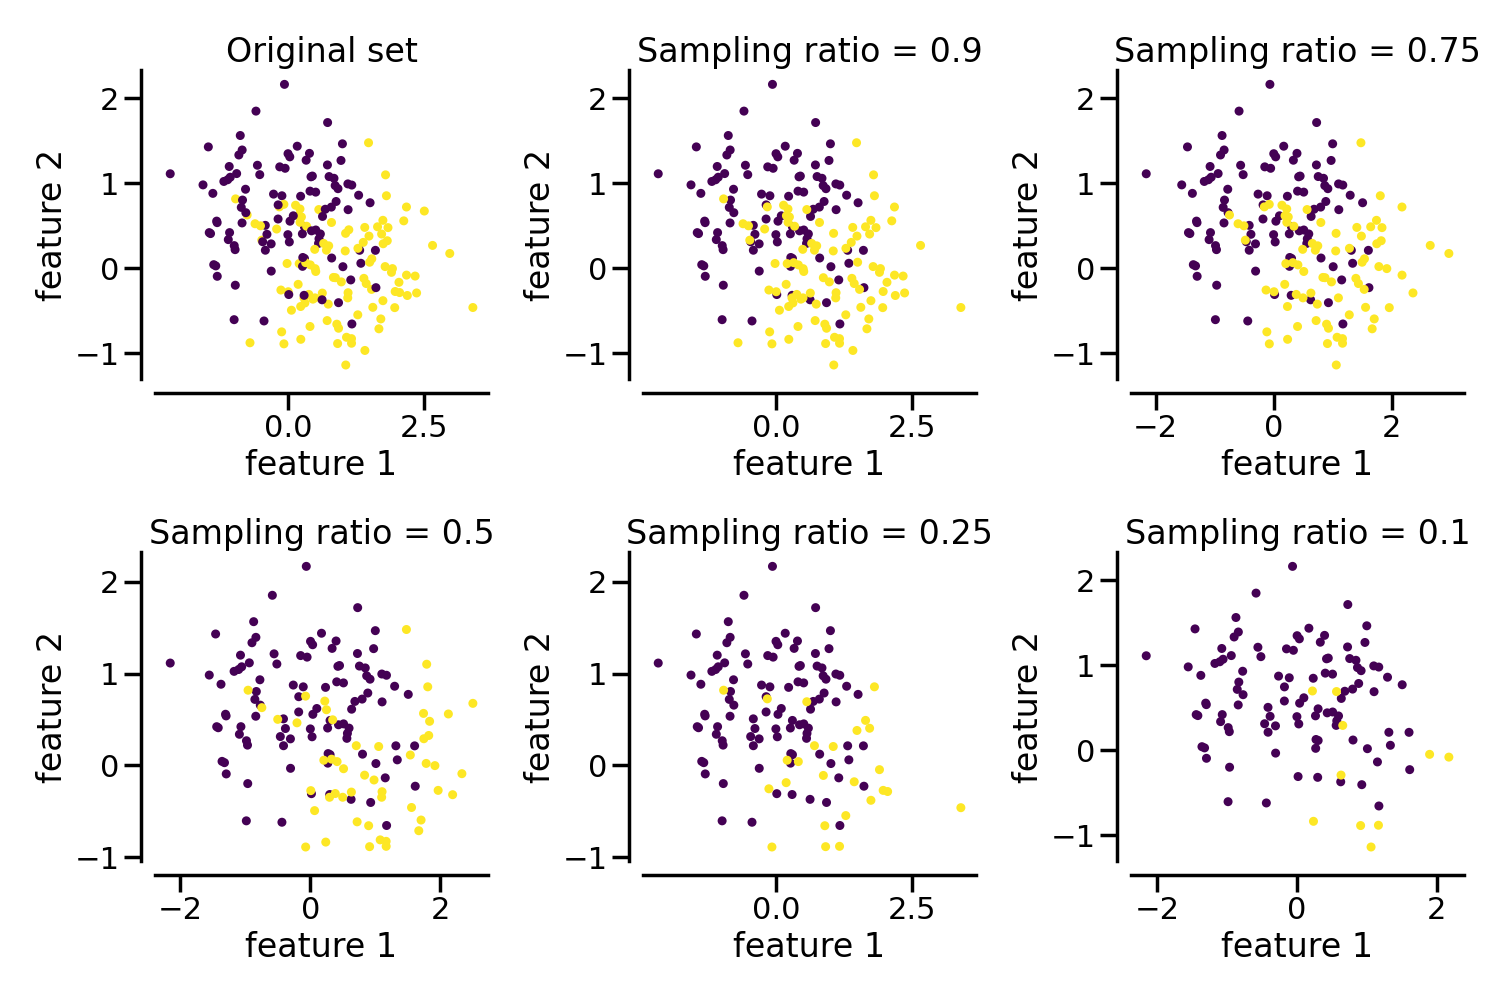 Original set
Sampling ratio = 0.9
Sampling ratio = 0.75
2
1
0
−1
feature 2
0.0 2.5
feature 1
2
1
0
−1
feature 2
0.0 2.5
feature 1
2
1
0
−1
feature 2
−2 0 2
feature 1
Sampling ratio = 0.5
Sampling ratio = 0.25
Sampling ratio = 0.1
2
1
0
−1
feature 2
−2 0 2
feature 1
2
1
0
−1
feature 2
0.0 2.5
feature 1
2
1
0
−1
feature 2
−2 0 2
feature 1